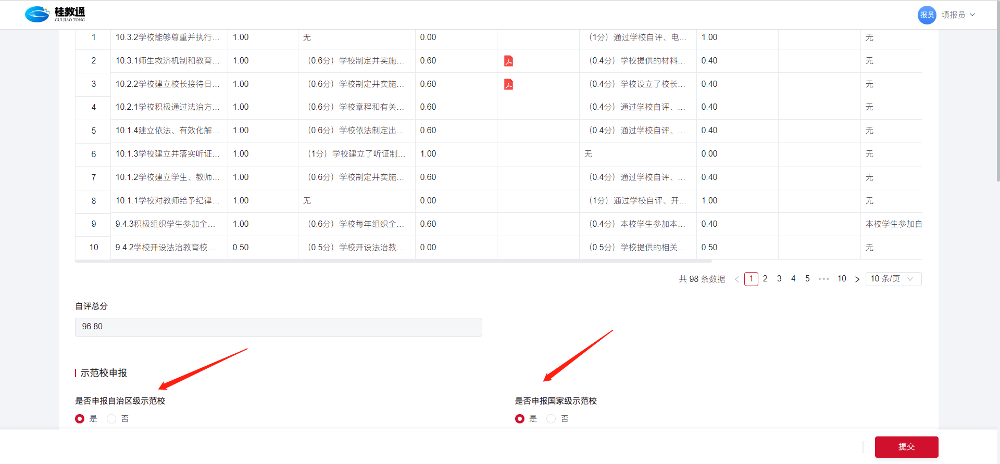 桂教通
GUI JIAO TONG
报员 填报员
1 10.3.2学校能够尊重并执行... 1.00 无 0.00 （1分）通过学校自评、电... 1.00 无
2 10.3.1师生救济机制和教育... 1.00 （0.6分）学校制定并实施... 0.60 （0.4分）学校提供的材料... 0.40 无
3 10.2.2学校建立校长接待日... 1.00 （0.6分）学校制定并实施... 0.60 （0.4分）学校设立了校长... 0.40 无
4 10.2.1学校积极通过法治方... 1.00 （0.6分）学校章程和有关... 0.60 （0.4分）通过学校自评、... 0.40 无
5 10.1.4建立依法、有效化解... 1.00 （0.6分）学校依法制定出... 0.60 （0.4分）通过学校自评、... 0.40 无
6 10.1.3学校建立并落实听证... 1.00 （1分）学校建立了听证制... 1.00 无 0.00 无
7 10.1.2学校建立学生、教师... 1.00 （0.6分）学校制定并实施... 0.60 （0.4分）通过学校自评、... 0.40 无
8 10.1.1学校对教师给予纪律... 1.00 无 0.00 （1分）通过学校自评、开... 1.00 无
9 9.4.3积极组织学生参加全... 1.00 （0.6分）学校每年组织全... 0.60 （0.4分）本校学生参加本... 0.40 本校学生参加自
10 9.4.2学校开设法治教育校... 0.50 （0.5分）学校开设法治教... 0.00 （0.5分）学校提供的相关... 0.50 无
共 98 条数据 < 1 2 3 4 5 ••• 10 > 10 条/页
自评总分
96.80
示范校申报
是否申报自治区级示范校 是否申报国家级示范校
是 否 是 否
提交